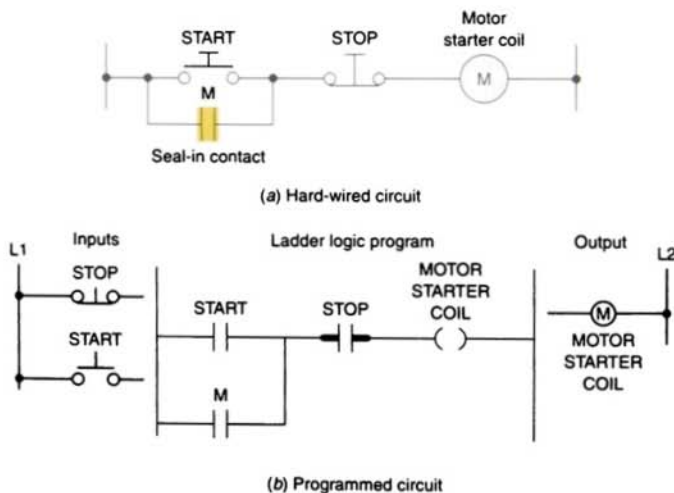 START
STOP
Motor
starter coil
M
M
Seal-in contact
(a) Hard-wired circuit
L1
Inputs
Ladder logic program
Output
L2
STOP
START
START
STOP
MOTOR
STARTER
COIL
M
M
MOTOR
STARTER
COIL
(b) Programmed circuit